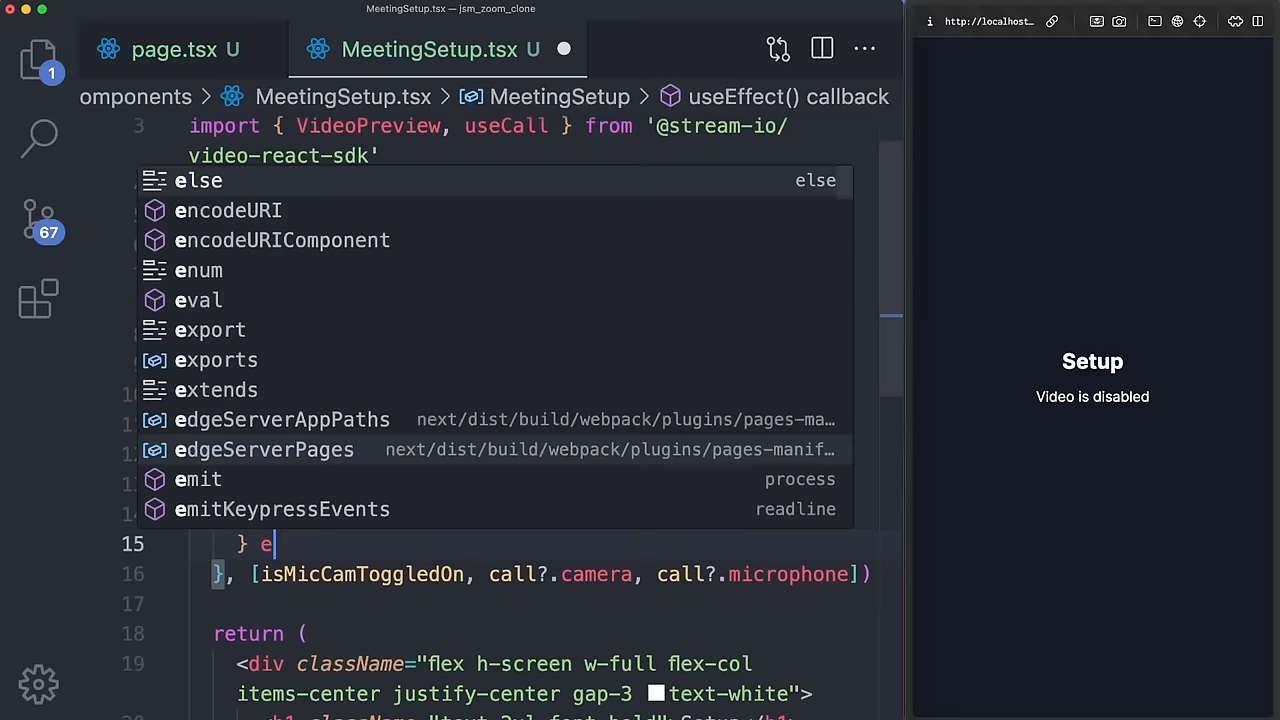 MeetingSetup.tsx — jsm_zoom_clone
i http://localhost…
page.tsx U
MeetingSetup.tsx U
1
omponents > MeetingSetup.tsx > MeetingSetup > useEffect() callback
3 import { VideoPreview, useCall } from '@stream-io/
video-react-sdk'
else else
encodeURI
67
encodeURIComponent
enum
eval
export
exports
extends
edgeServerAppPaths next/dist/build/webpack/plugins/pages-ma…
edgeServerPages next/dist/build/webpack/plugins/pages-manif…
emit process
emitKeypressEvents readline
15 } e
16 }, [isMicCamToggledOn, call?.camera, call?.microphone])
17
18 return (
19 <div className="flex h-screen w-full flex-col
items-center justify-center gap-3 text-white">
Setup
Video is disabled